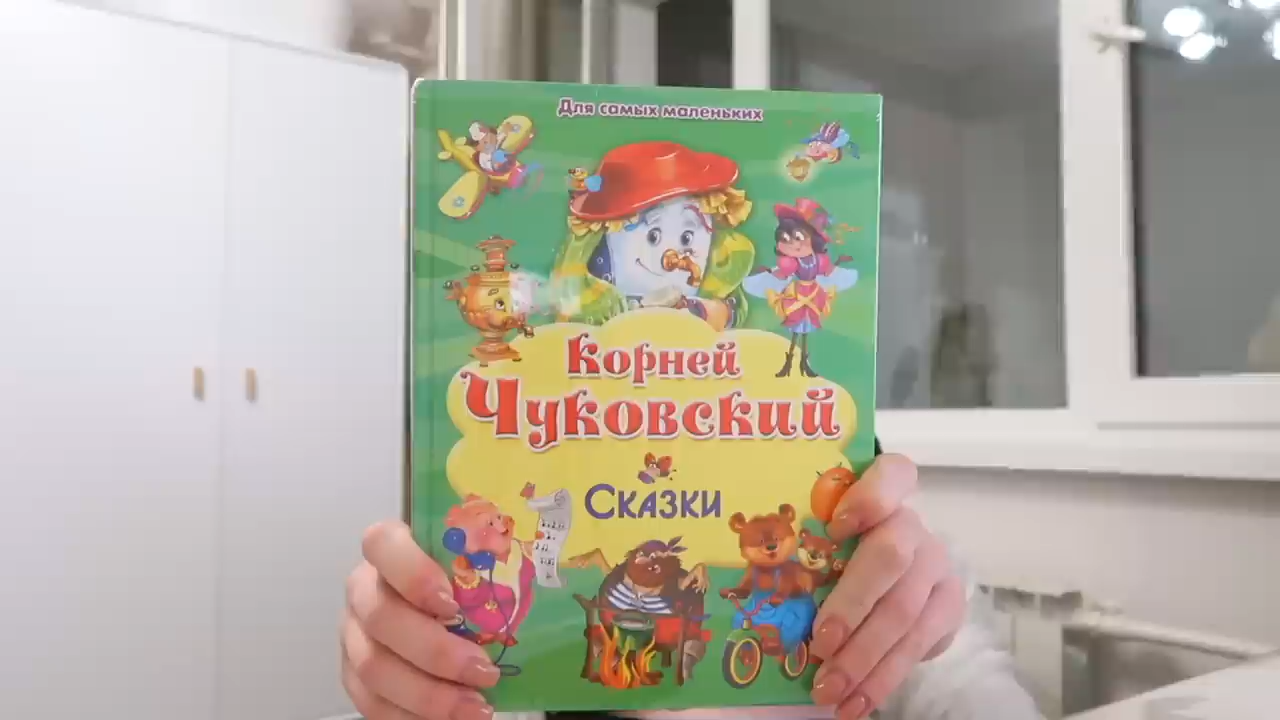 Для самых маленьких
Корней
Чуковский
Сказки